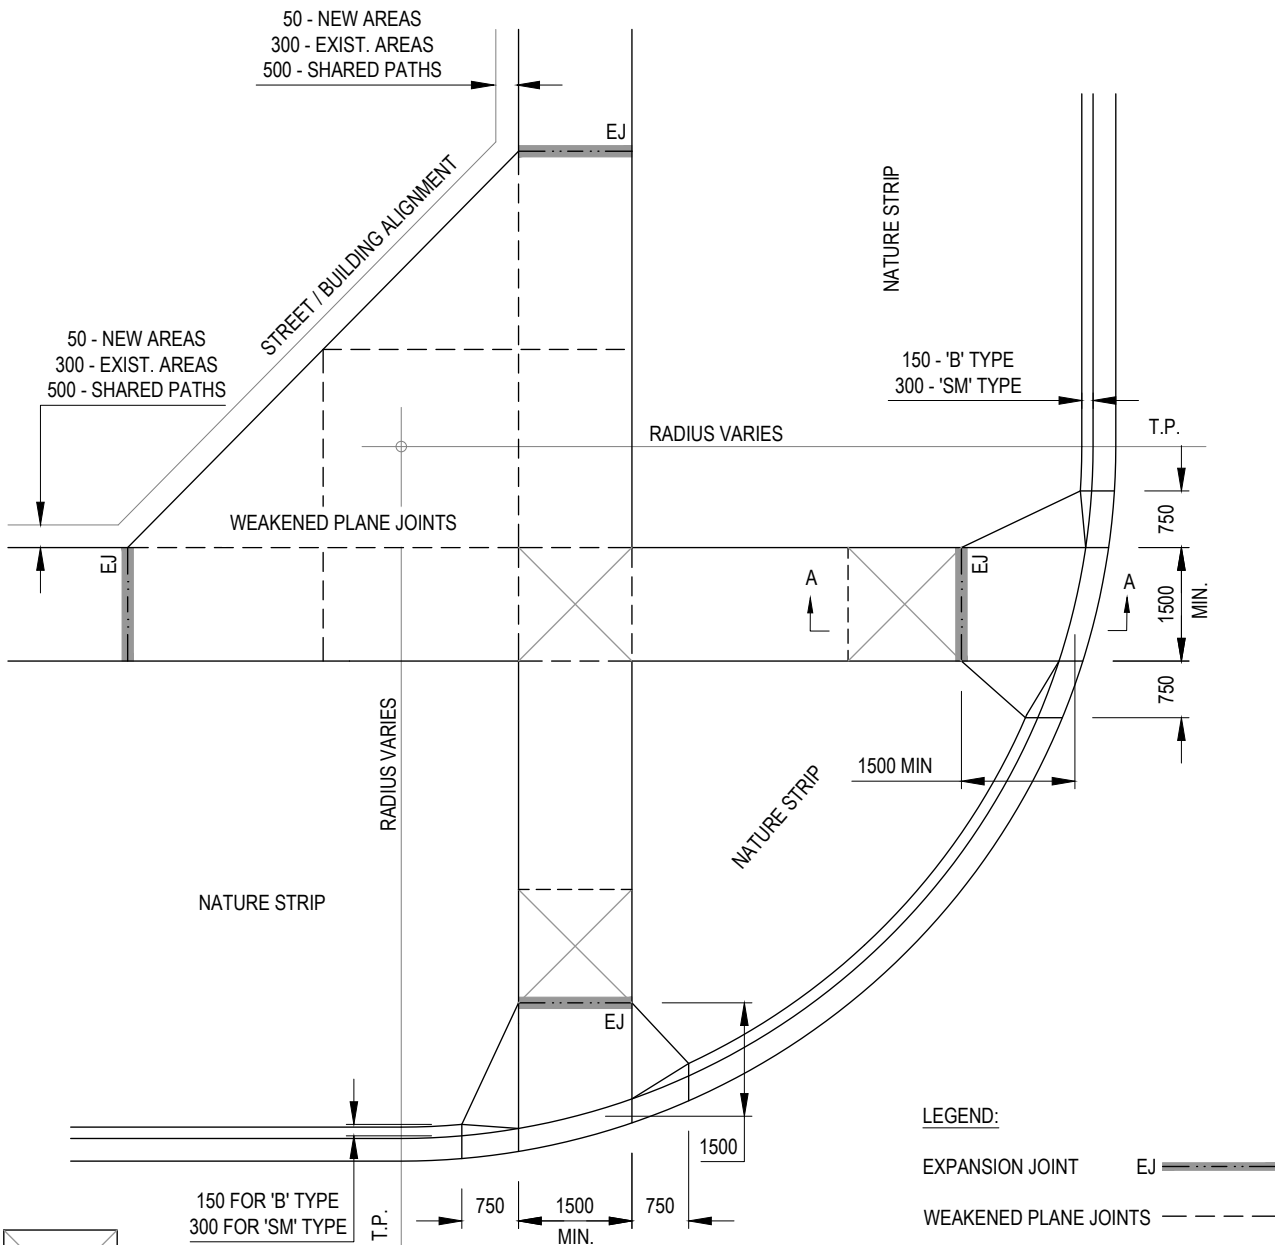 50 - NEW AREAS
300 - EXIST. AREAS
500 - SHARED PATHS
EJ
STREET / BUILDING ALIGNMENT
NATURE STRIP
50 - NEW AREAS
300 - EXIST. AREAS
500 - SHARED PATHS
150 - 'B' TYPE
300 - 'SM' TYPE
RADIUS VARIES
T.P.
WEAKENED PLANE JOINTS
750
EJ
EJ
A
A
1500
MIN.
750
RADIUS VARIES
1500 MIN
NATURE STRIP
NATURE STRIP
EJ
1500
LEGEND:
EXPANSION JOINT EJ
150 FOR 'B' TYPE
300 FOR 'SM' TYPE
T.P.
750
1500
MIN.
750
WEAKENED PLANE JOINTS